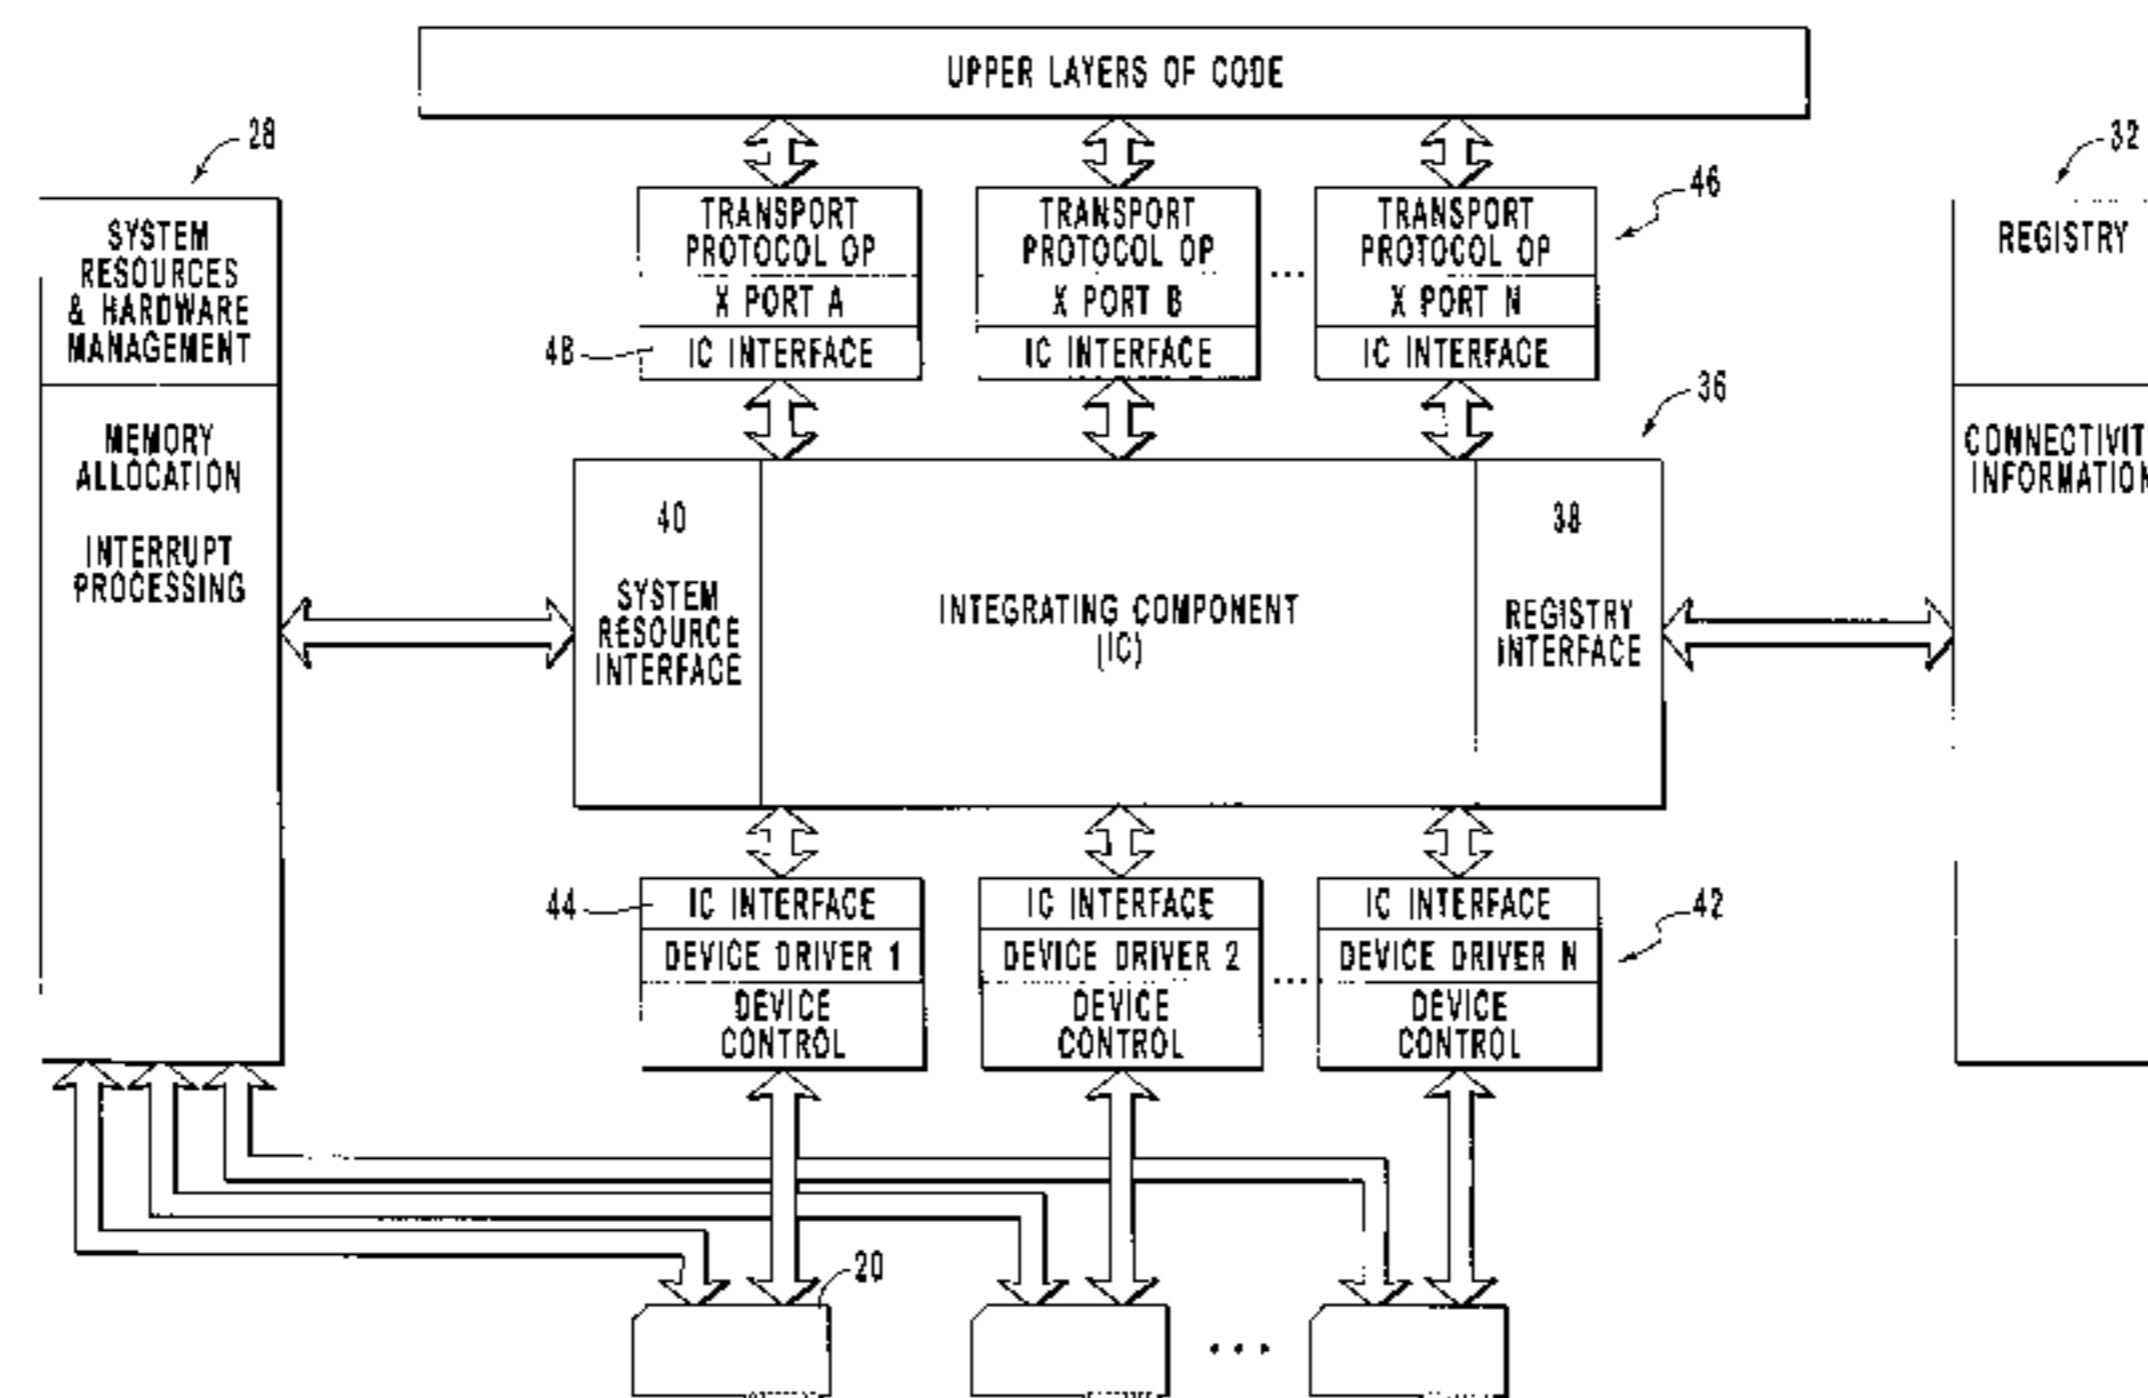 UPPER LAYERS OF CODE
28
32
SYSTEM
RESOURCES
& HARDWARE
MANAGEMENT
MEMORY
ALLOCATION
INTERRUPT
PROCESSING
TRANSPORT
PROTOCOL OP
X PORT A
IC INTERFACE
48
TRANSPORT
PROTOCOL OP
X PORT B
IC INTERFACE
...
TRANSPORT
PROTOCOL OP
X PORT N
IC INTERFACE
46
36
REGISTRY
CONNECTIVIT
INFORMATION
40
SYSTEM
RESOURCE
INTERFACE
INTEGRATING COMPONENT
(IC)
38
REGISTRY
INTERFACE
44
IC INTERFACE
DEVICE DRIVER 1
DEVICE
CONTROL
IC INTERFACE
DEVICE DRIVER 2
DEVICE
CONTROL
...
IC INTERFACE
DEVICE DRIVER N
DEVICE
CONTROL
42
20
...